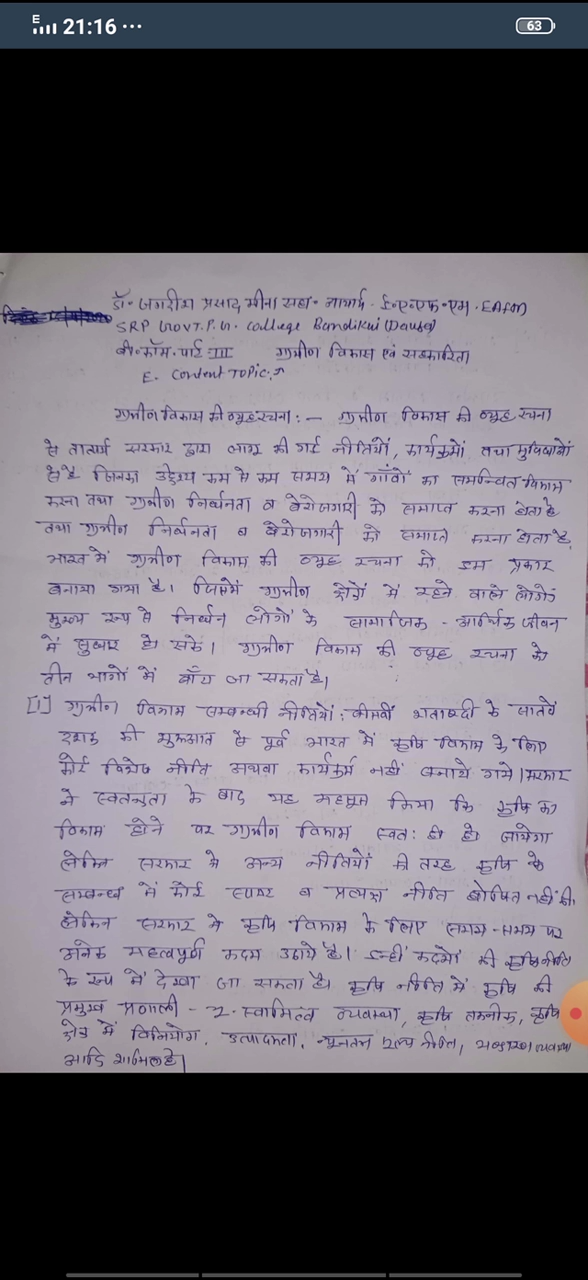 21:16 ...
63
डॉ. जगदीश प्रसाद मीना सहा. आचार्य ई.ए.एफ.एम. EAFM
SRP GOVT. P.G. College Bandikui (Dausa)
बी.कॉम. पार्ट III ग्रामीण विकास एवं सहकारिता
E. Content Topic:
ग्रामीण विकास की व्यूह रचना :- ग्रामीण विकास की व्यूह रचना
से तात्पर्य सरकार द्वारा लागू की गई नीतियों, कार्यक्रमों तथा सुविधाओं
से है जिनका उद्देश्य कम से कम समय में गाँवों का समन्वित विकास
करना तथा ग्रामीण निर्धनता व बेरोजगारी को समाप्त करना होता है
तथा ग्रामीण निर्धनता व बेरोजगारी को समाप्त करना होता है
भारत में ग्रामीण विकास की व्यूह रचना को इस प्रकार
बनाया गया है। जिसमें ग्रामीण क्षेत्रों में रहने वाले लोगों
मुख्य रूप से निर्धन लोगों के सामाजिक - आर्थिक जीवन
में सुधार हो सके। ग्रामीण विकास की व्यूह रचना को
तीन भागों में बाँटा जा सकता है।
[1] ग्रामीण विकास सम्बन्धी नीतियाँ: बीसवीं शताब्दी के सातवें
दशक की शुरूआत से पूर्व भारत में कृषि विकास के लिए
कोई विशेष नीति अथवा कार्यक्रम नहीं बनाये गये। सरकार
ने स्वतन्त्रता के बाद यह महसूस किया कि कृषि का
विकास होने पर ग्रामीण विकास स्वतः ही हो जायेगा
लेकिन सरकार ने अन्य नीतियों की तरह कृषि के
सम्बन्ध में कोई स्पष्ट व प्रत्यक्ष नीति घोषित नहीं की
लेकिन सरकार ने कृषि विकास के लिए समय-समय पर
अनेक महत्वपूर्ण कदम उठाये है। इन्हीं कदमों को कृषि नीति
के रूप में देखा जा सकता है। कृषि नीति में कृषि की
प्रमुख प्रणाली - स्वामित्व व्यवस्था, कृषि तकनीक, कृषि
क्षेत्र में विनियोग, उत्पादकता, न्यूनतम मूल्य नीति, भण्डारण व्यवस्था
आदि शामिल है।